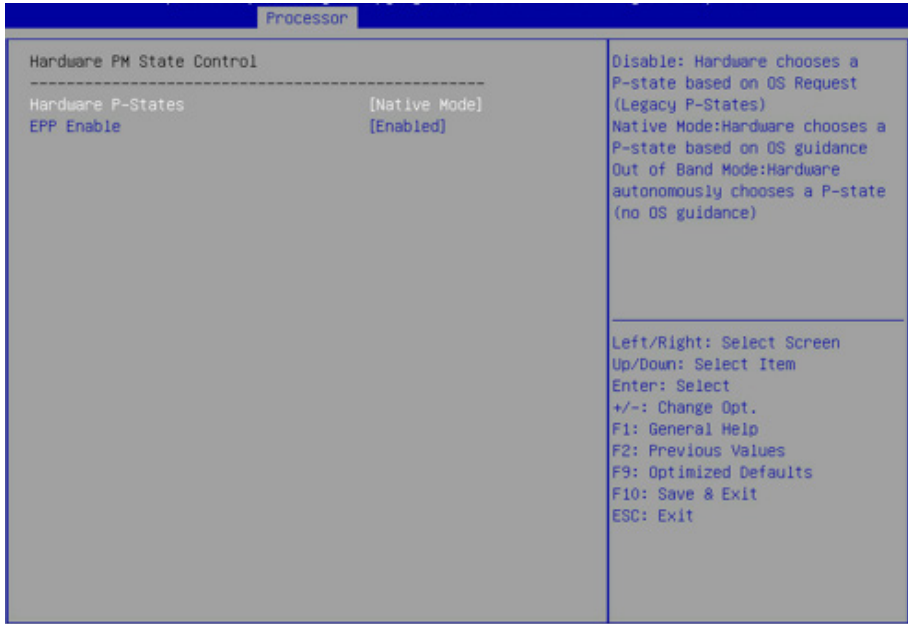 Processor
Hardware PM State Control
--------------------------------------------------
Hardware P-States [Native Mode]
EPP Enable [Enabled]
Disable: Hardware chooses a
P-state based on OS Request
(Legacy P-States)
Native Mode:Hardware chooses a
P-state based on OS guidance
Out of Band Mode:Hardware
autonomously chooses a P-state
(no OS guidance)
Left/Right: Select Screen
Up/Down: Select Item
Enter: Select
+/-: Change Opt.
F1: General Help
F2: Previous Values
F9: Optimized Defaults
F10: Save & Exit
ESC: Exit